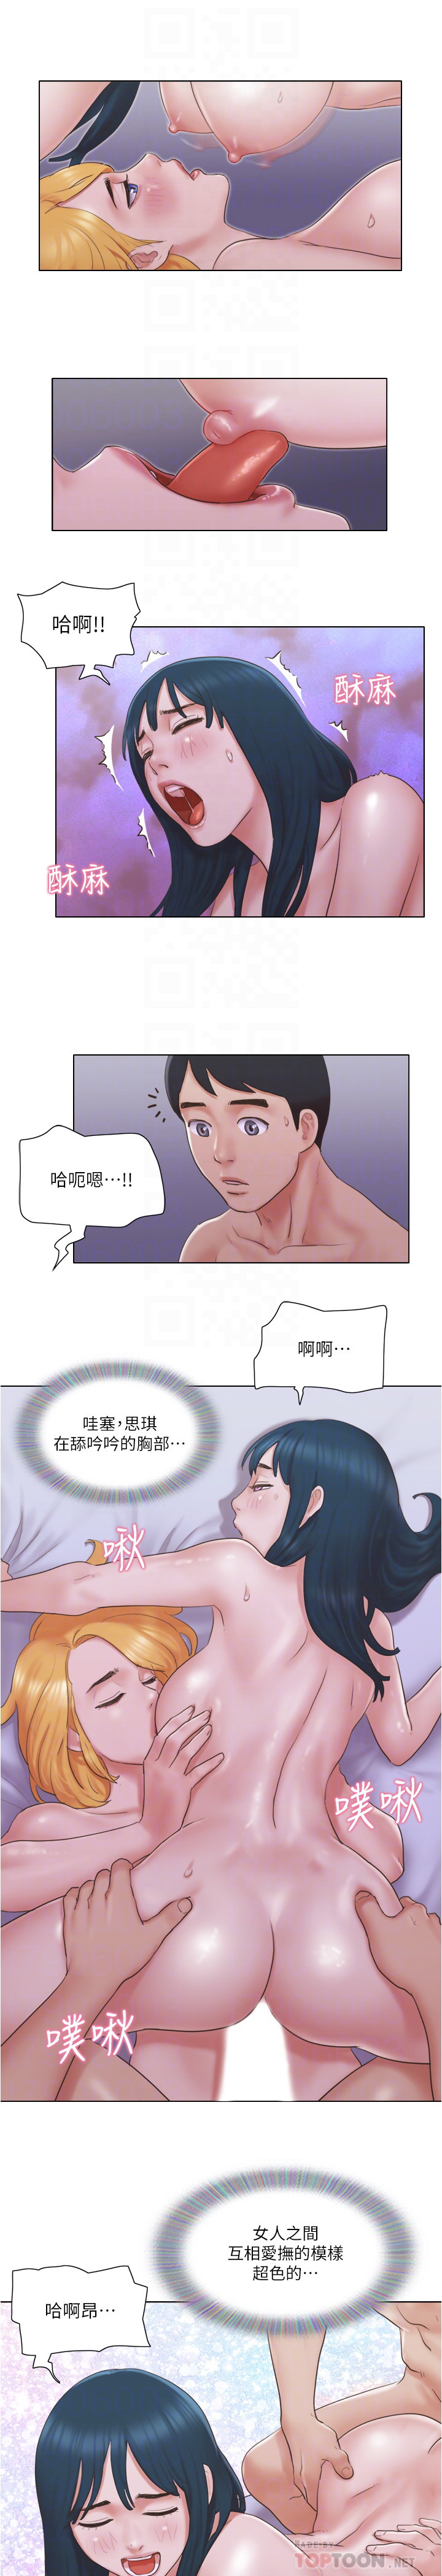 哈啊!!
酥麻
酥麻
哈呃嗯…!!
啊啊…
哇塞，思琪
在舔吟吟的胸部…
啾
噗啾
噗啾
女人之間
互相愛撫的模樣
超色的…
哈啊昂…
MADE BY
TOPTOON.NET